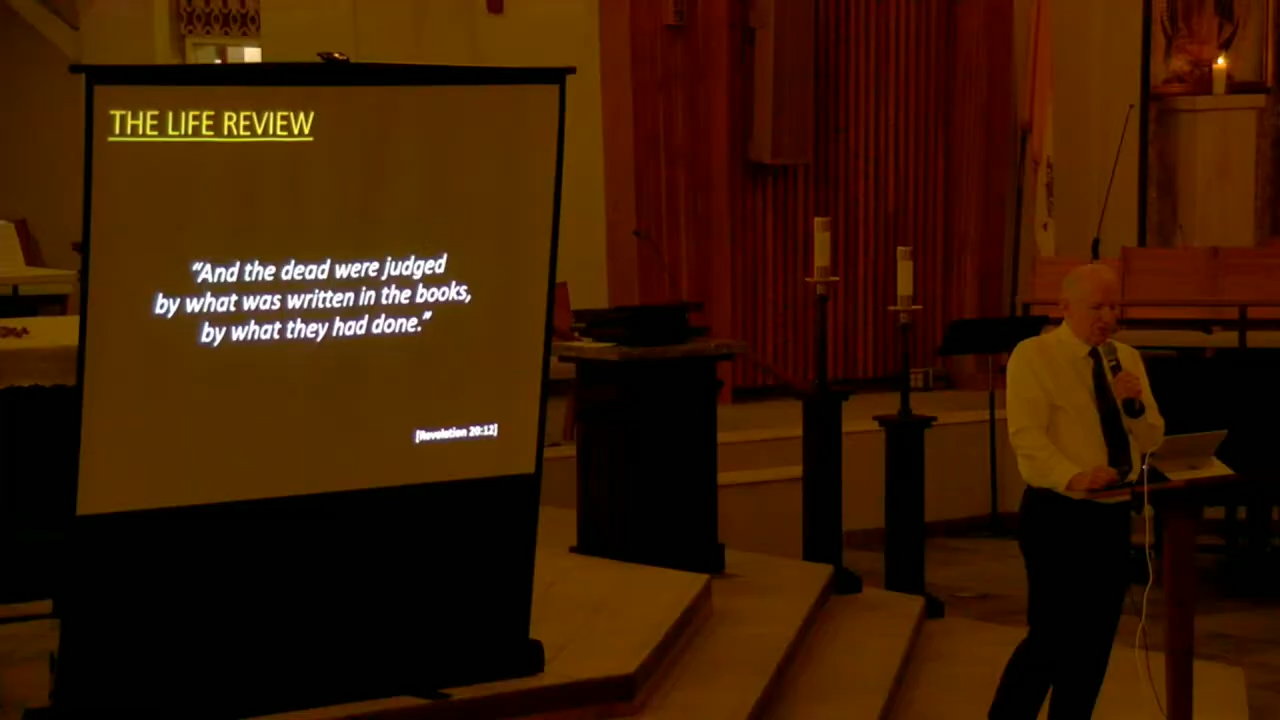 THE LIFE REVIEW
“And the dead were judged
by what was written in the books,
by what they had done.”
[Revelation 20:12]